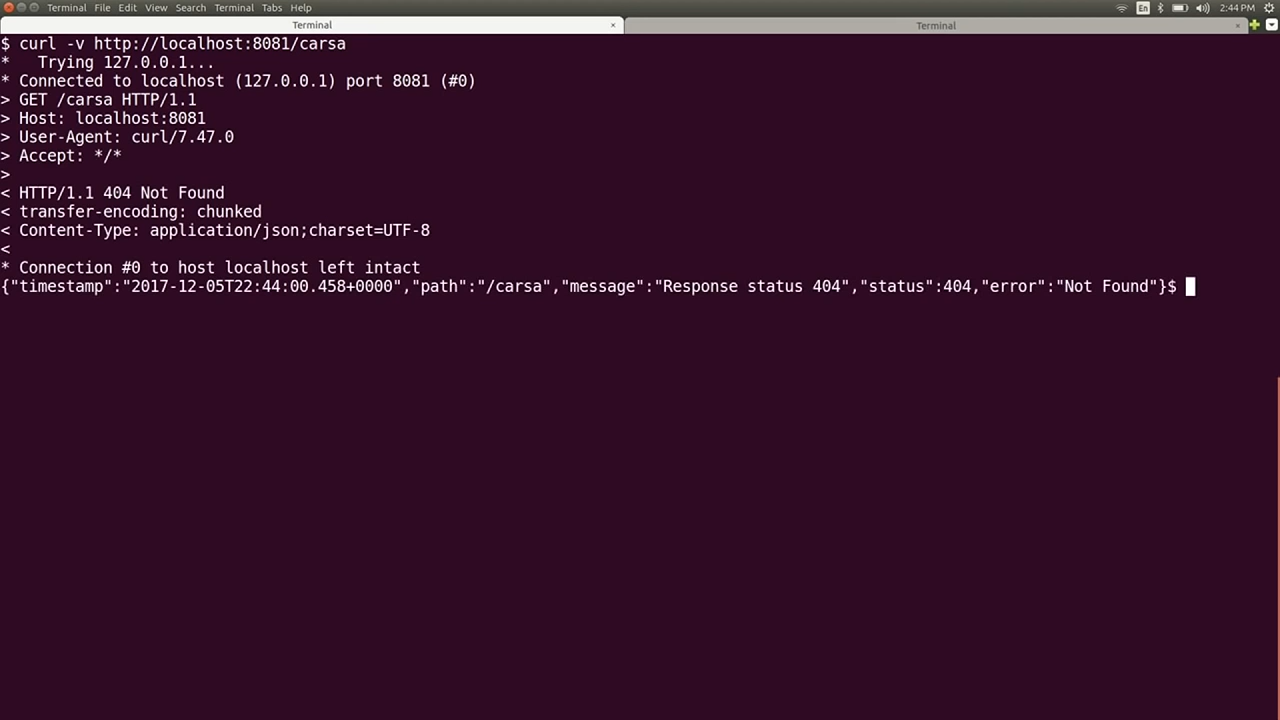 Terminal File Edit View Search Terminal Tabs Help En 2:44 PM
Terminal × Terminal ×
$ curl -v http://localhost:8081/carsa
*   Trying 127.0.0.1...
* Connected to localhost (127.0.0.1) port 8081 (#0)
> GET /carsa HTTP/1.1
> Host: localhost:8081
> User-Agent: curl/7.47.0
> Accept: */*
>
< HTTP/1.1 404 Not Found
< transfer-encoding: chunked
< Content-Type: application/json;charset=UTF-8
<
* Connection #0 to host localhost left intact
{"timestamp":"2017-12-05T22:44:00.458+0000","path":"/carsa","message":"Response status 404","status":404,"error":"Not Found"}$